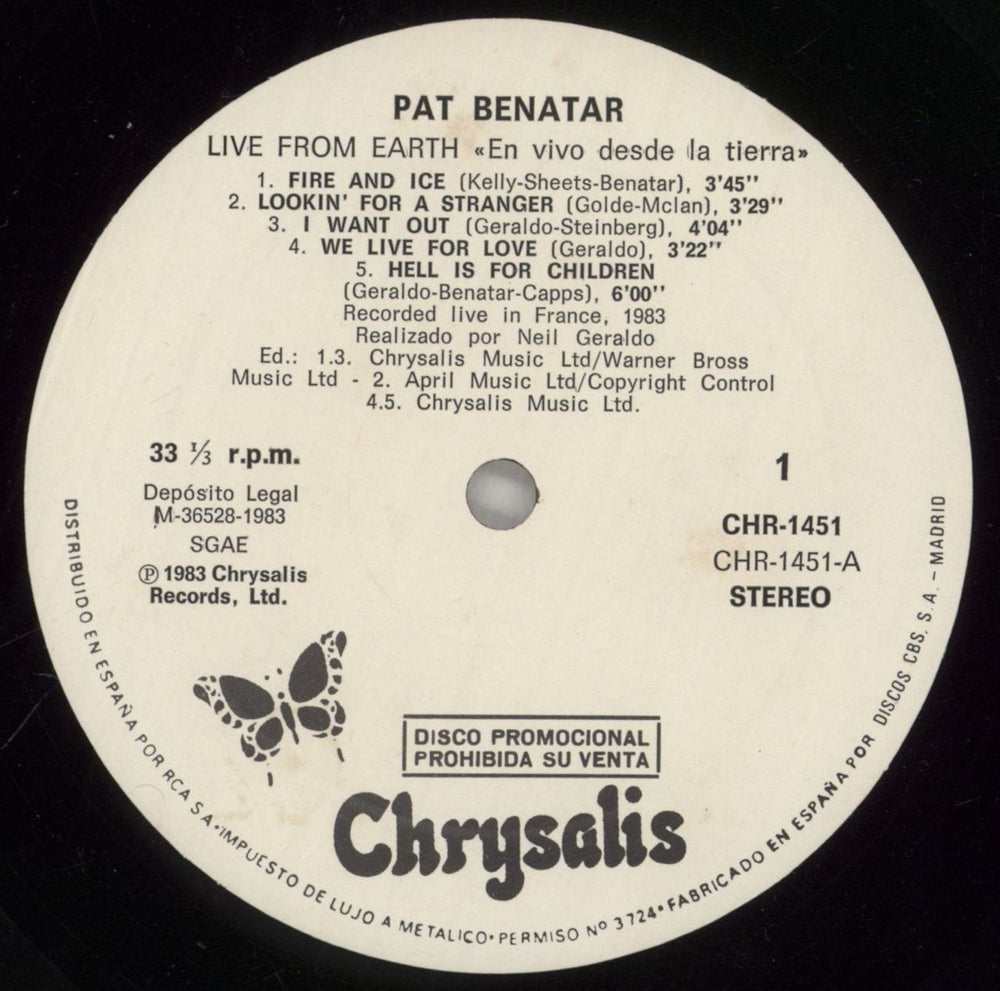 PAT BENATAR
LIVE FROM EARTH «En vivo desde la tierra»
1. FIRE AND ICE (Kelly-Sheets-Benatar), 3'45''
2. LOOKIN' FOR A STRANGER (Golde-Mclan), 3'29''
3. I WANT OUT (Geraldo-Steinberg), 4'04''
4. WE LIVE FOR LOVE (Geraldo), 3'22''
5. HELL IS FOR CHILDREN
(Geraldo-Benatar-Capps), 6'00''
Recorded live in France, 1983
Realizado por Neil Geraldo
Ed.: 1.3. Chrysalis Music Ltd/Warner Bross
Music Ltd - 2. April Music Ltd/Copyright Control
4.5. Chrysalis Music Ltd.
33 ⅓ r.p.m.
Depósito Legal
M-36528-1983
SGAE
℗ 1983 Chrysalis
Records, Ltd.
1
CHR-1451
CHR-1451-A
STEREO
DISCO PROMOCIONAL
PROHIBIDA SU VENTA
Chrysalis
DISTRIBUIDO EN ESPAÑA POR RCA S A • IMPUESTO DE LUJO A METALICO • PERMISO Nº 3724 • FABRICADO EN ESPAÑA POR DISCOS CBS. S.A. - MADRID